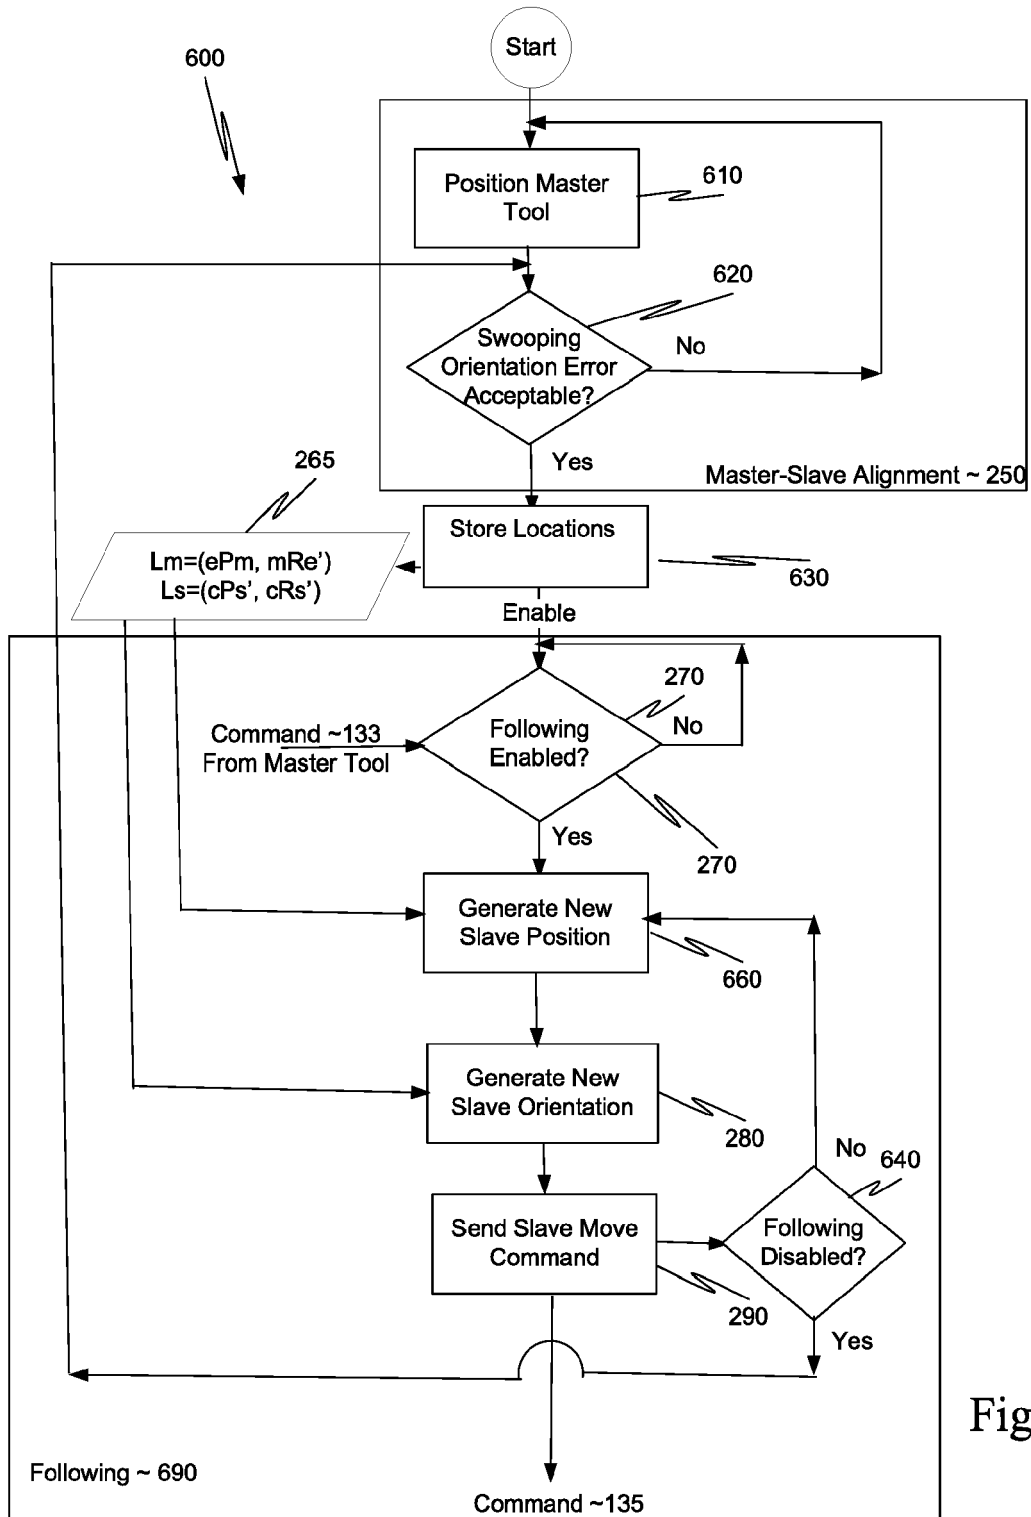 Start
600
Position Master
Tool
610
620
Swooping
Orientation Error
Acceptable?
No
Yes
Master-Slave Alignment ~ 250
265
Store Locations
Lm=(ePm, mRe’)
Ls=(cPs’, cRs’)
630
Enable
270
Command ~133
From Master Tool
Following
Enabled?
No
Yes
270
Generate New
Slave Position
660
Generate New
Slave Orientation
280
No
640
Send Slave Move
Command
Following
Disabled?
290
Yes
Fig
Following ~ 690
Command ~135